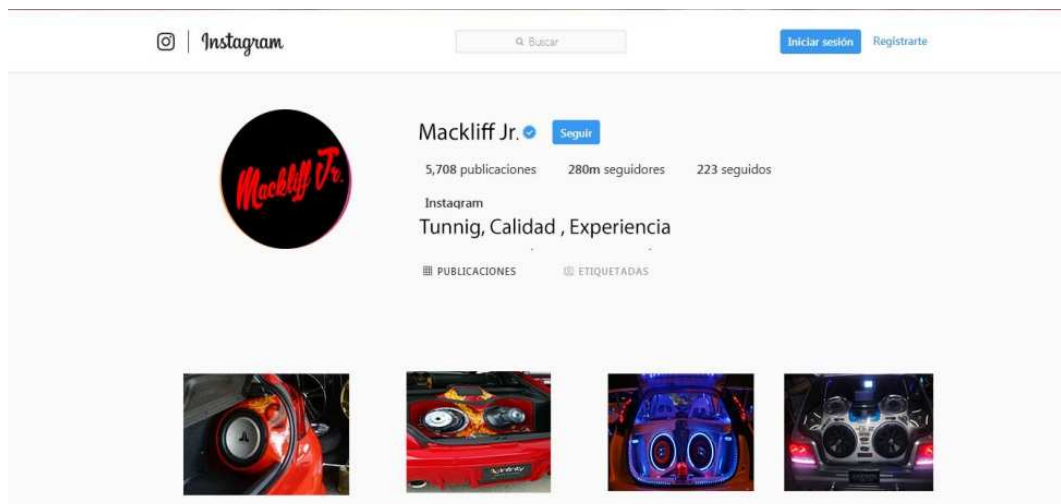 Instagram
Buscar
Iniciar sesión
Registrarte
Mackliff Jr.
Mackliff Jr.
Seguir
5,708 publicaciones
280m seguidores
223 seguidos
Instagram
Tunnig, Calidad , Experiencia
PUBLICACIONES
ETIQUETADAS
Infinity